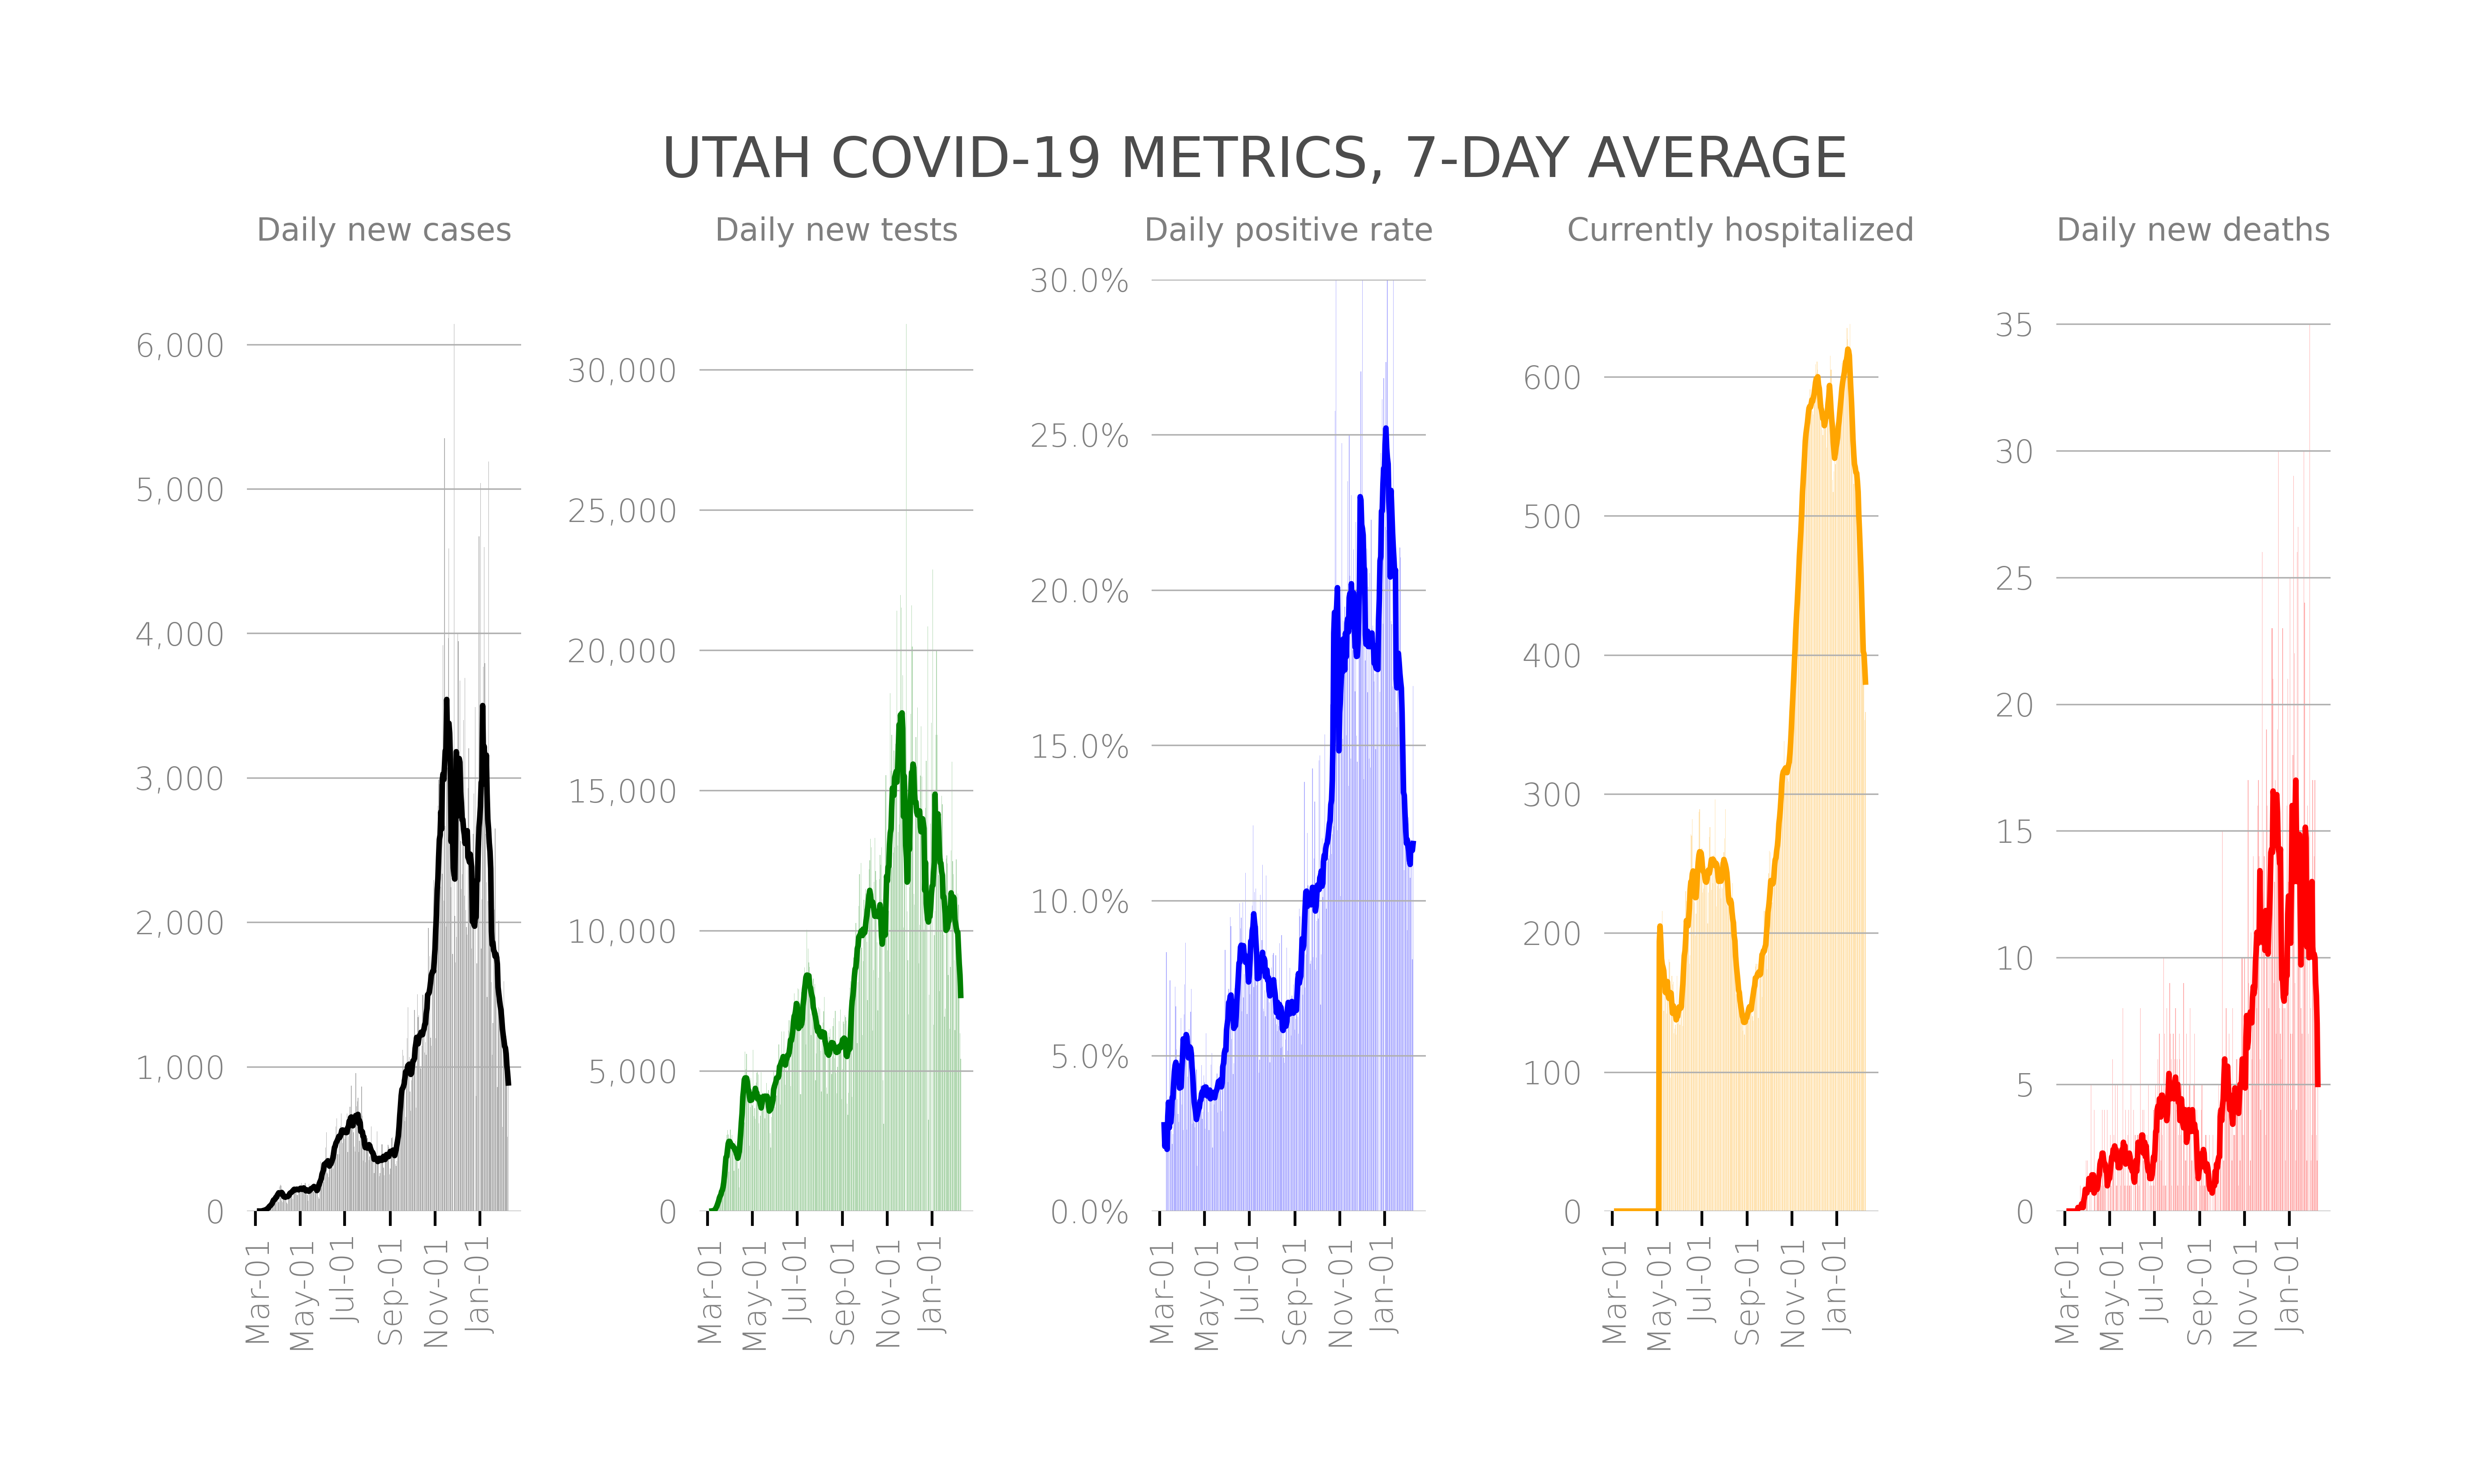 UTAH COVID-19 METRICS, 7-DAY AVERAGE
Daily new cases
6,000
5,000
4,000
3,000
2,000
1,000
0
Mar-01
May-01
Jul-01
Sep-01
Nov-01
Jan-01
Daily new tests
30,000
25,000
20,000
15,000
10,000
5,000
0
Mar-01
May-01
Jul-01
Sep-01
Nov-01
Jan-01
Daily positive rate
30.0%
25.0%
20.0%
15.0%
10.0%
5.0%
0.0%
Mar-01
May-01
Jul-01
Sep-01
Nov-01
Jan-01
Currently hospitalized
600
500
400
300
200
100
0
Mar-01
May-01
Jul-01
Sep-01
Nov-01
Jan-01
Daily new deaths
35
30
25
20
15
10
5
0
Mar-01
May-01
Jul-01
Sep-01
Nov-01
Jan-01